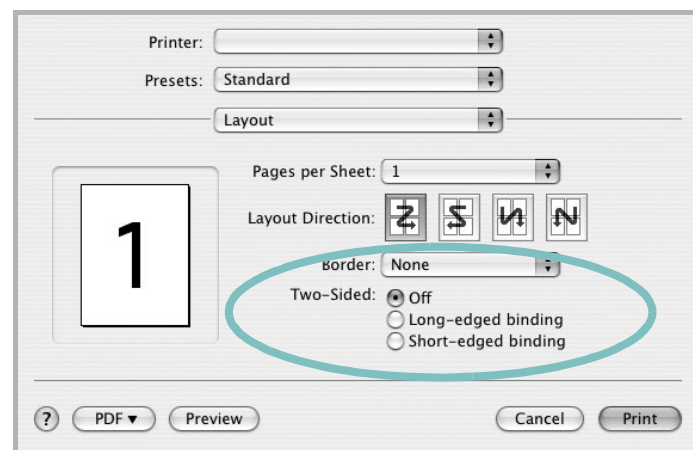 Printer:
Presets: Standard
Layout
Pages per Sheet: 1
1
Layout Direction:
Border: None
Two-Sided: Off
Long-edged binding
Short-edged binding
? PDF▼ Preview Cancel Print